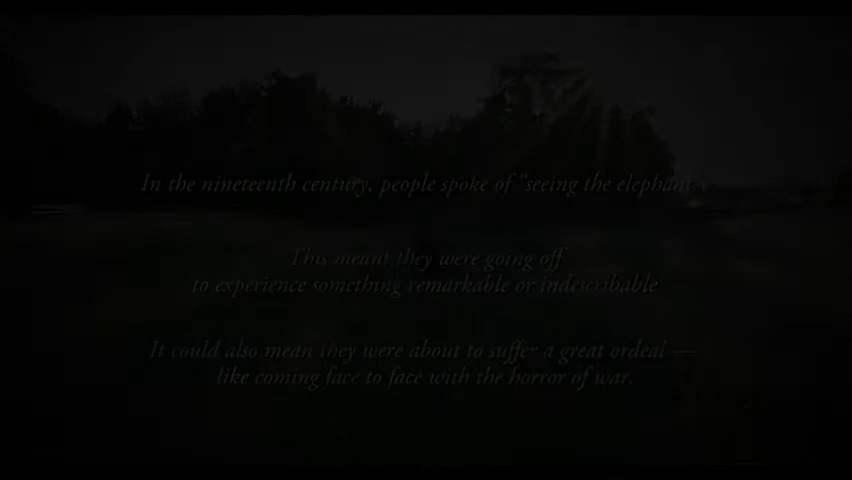 In the nineteenth century, people spoke of "seeing the elephant"
This meant they were going off
to experience something remarkable or indescribable
It could also mean they were about to suffer a great ordeal —
like coming face to face with the horror of war.